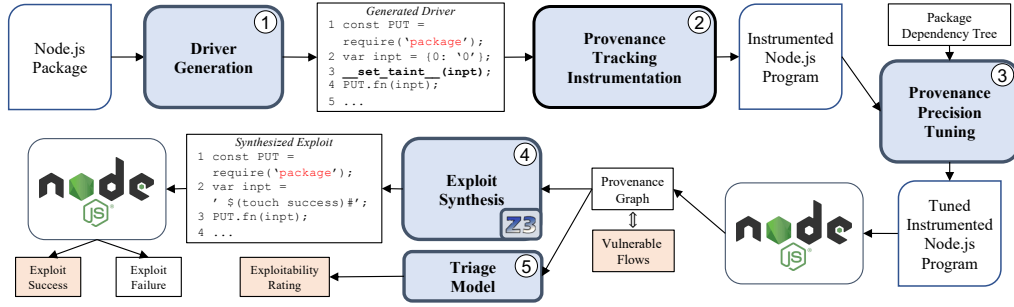 Node.js
Package
1
Driver
Generation
Generated Driver
1 const PUT =
require('package');
2 var inpt = {0: '0'};
3 __set_taint__(inpt);
4 PUT.fn(inpt);
5 ...
2
Provenance
Tracking
Instrumentation
Instrumented
Node.js
Program
Package
Dependency Tree
3
Provenance
Precision
Tuning
Tuned
Instrumented
Node.js
Program
node
JS
Provenance
Graph
Vulnerable
Flows
4
Exploit
Synthesis
Z3
5
Triage
Model
Exploitability
Rating
Synthesized Exploit
1 const PUT =
require('package');
2 var inpt =
' $(touch success)#';
3 PUT.fn(inpt);
4 ...
node
JS
Exploit
Success
Exploit
Failure